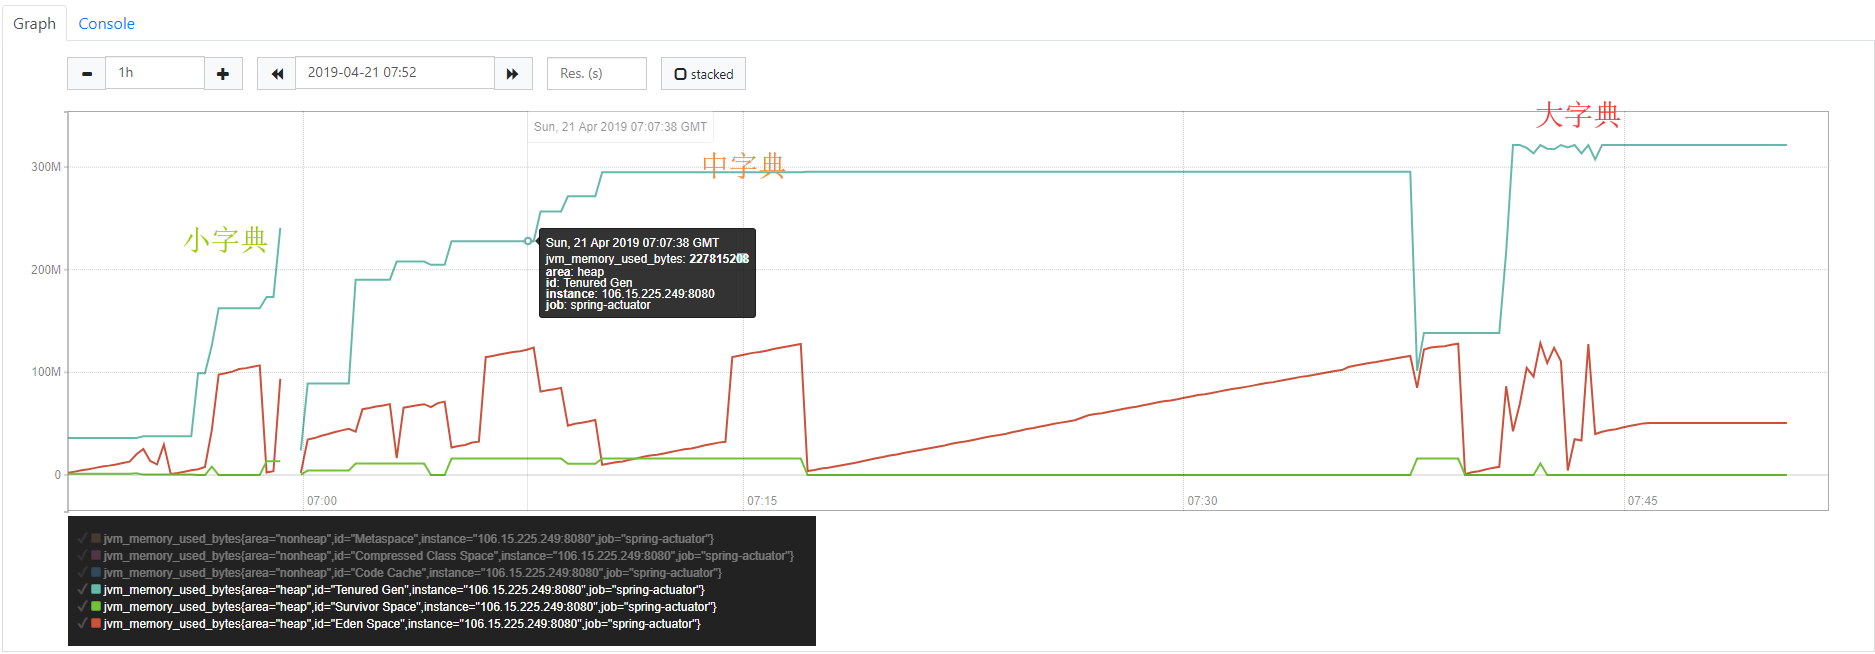 Graph Console
1h 2019-04-21 07:52 Res. (s) stacked
大字典
Sun, 21 Apr 2019 07:07:38 GMT
中字典
300M
小字典
Sun, 21 Apr 2019 07:07:38 GMT
jvm_memory_used_bytes: 227815208
area: heap
id: Tenured Gen
instance: 106.15.225.249:8080
job: spring-actuator
200M
100M
0
07:00 07:15 07:30 07:45
jvm_memory_used_bytes{area="nonheap",id="Metaspace",instance="106.15.225.249:8080",job="spring-actuator"}
jvm_memory_used_bytes{area="nonheap",id="Compressed Class Space",instance="106.15.225.249:8080",job="spring-actuator"}
jvm_memory_used_bytes{area="nonheap",id="Code Cache",instance="106.15.225.249:8080",job="spring-actuator"}
jvm_memory_used_bytes{area="heap",id="Tenured Gen",instance="106.15.225.249:8080",job="spring-actuator"}
jvm_memory_used_bytes{area="heap",id="Survivor Space",instance="106.15.225.249:8080",job="spring-actuator"}
jvm_memory_used_bytes{area="heap",id="Eden Space",instance="106.15.225.249:8080",job="spring-actuator"}